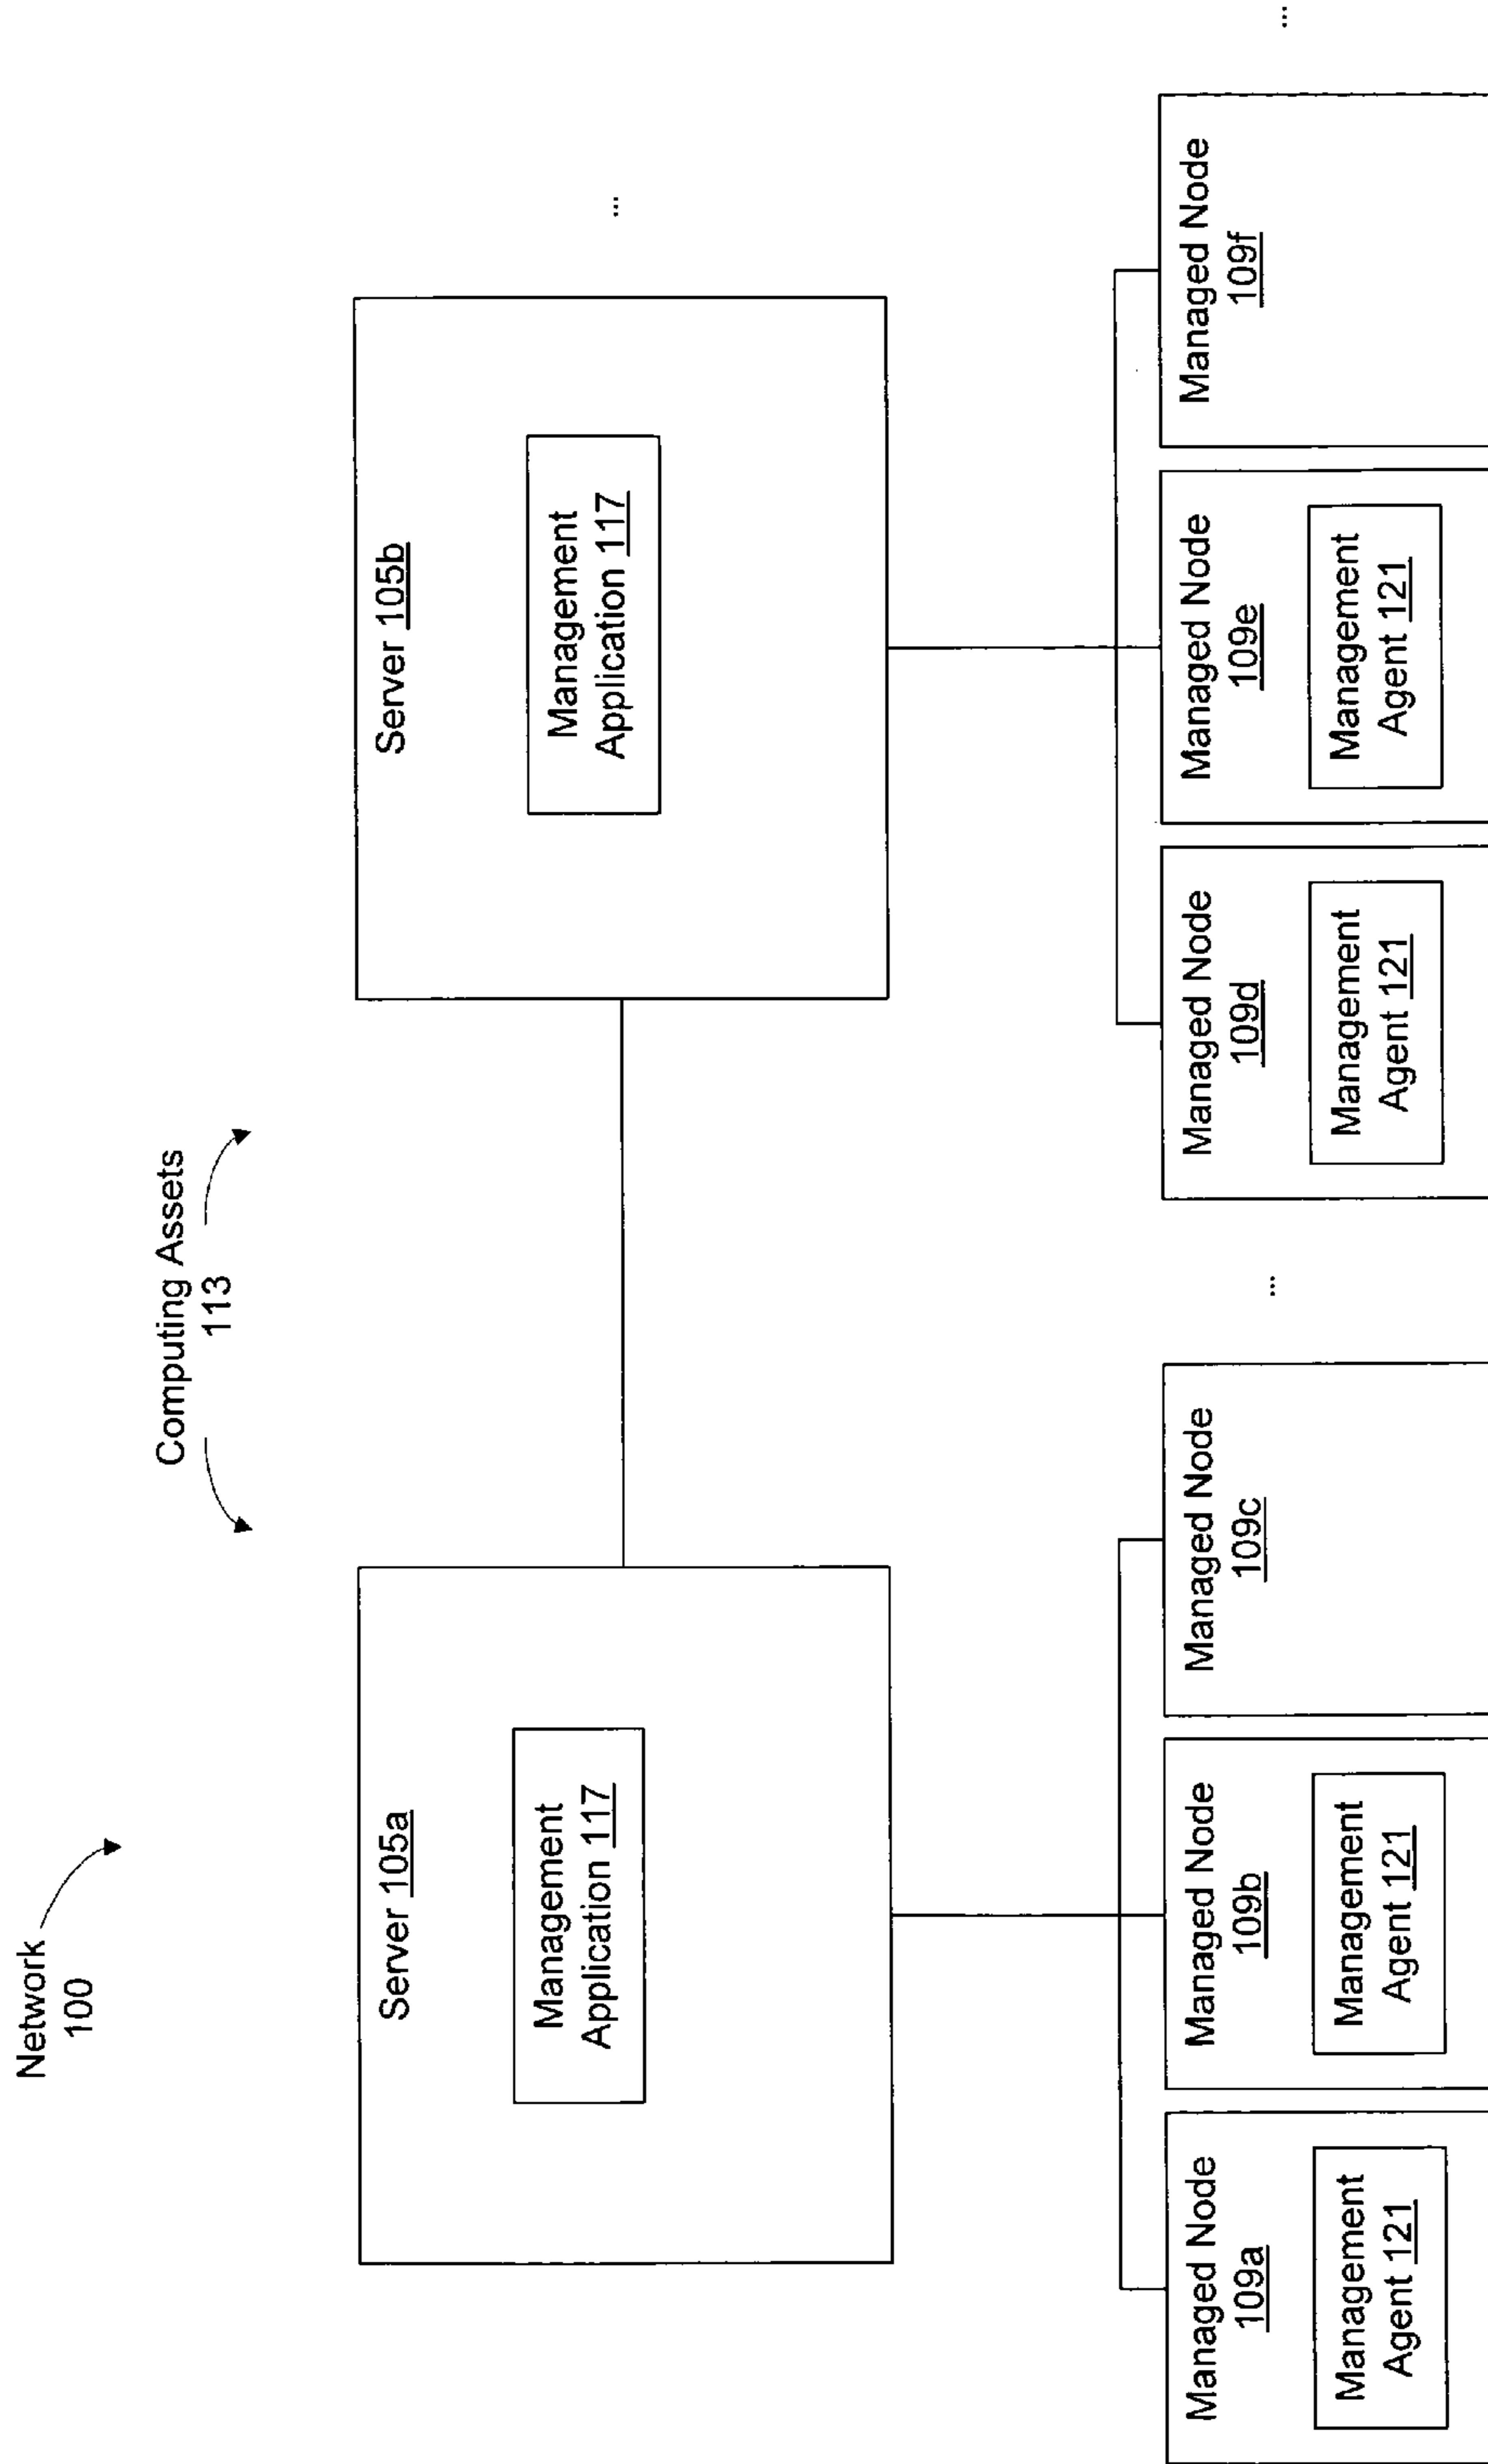 Network
100
Computing Assets
113
Server 105a
Management
Application 117
Server 105b
Management
Application 117
...
Managed Node
109a
Management
Agent 121
Managed Node
109b
Management
Agent 121
Managed Node
109c
...
Managed Node
109d
Management
Agent 121
Managed Node
109e
Management
Agent 121
Managed Node
109f
...